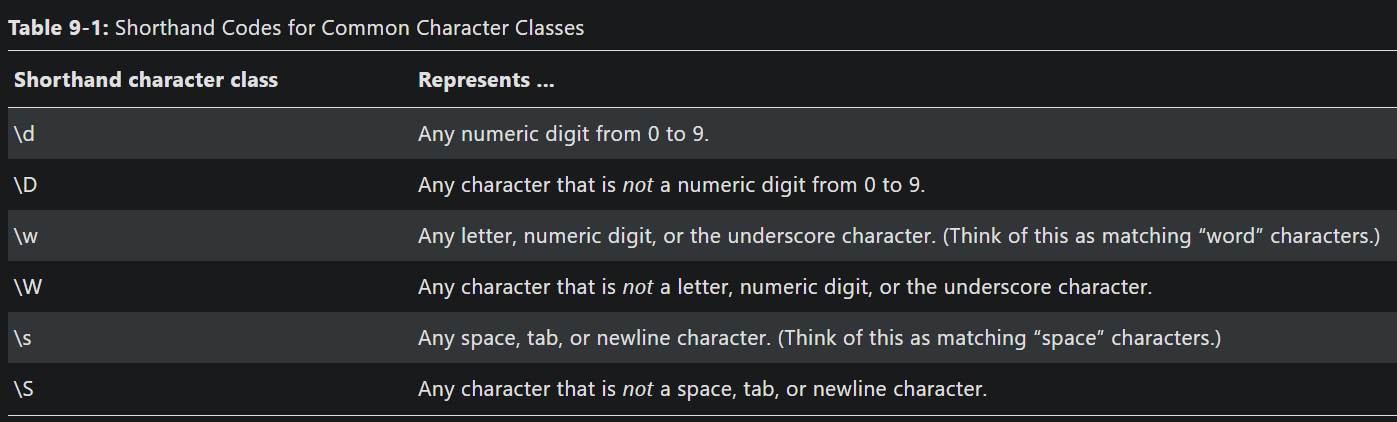 Table 9-1: Shorthand Codes for Common Character Classes
Shorthand character class Represents ...
\d Any numeric digit from 0 to 9.
\D Any character that is not a numeric digit from 0 to 9.
\w Any letter, numeric digit, or the underscore character. (Think of this as matching “word” characters.)
\W Any character that is not a letter, numeric digit, or the underscore character.
\s Any space, tab, or newline character. (Think of this as matching “space” characters.)
\S Any character that is not a space, tab, or newline character.